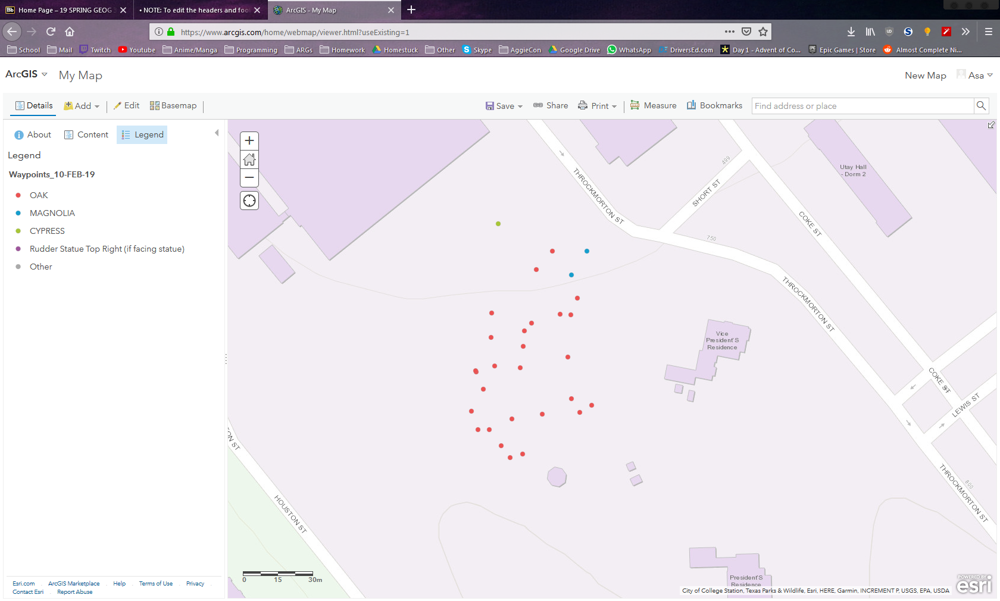 Home Page – 19 SPRING GEOG 3
• NOTE: To edit the headers and foo
ArcGIS - My Map
https://www.arcgis.com/home/webmap/viewer.html?useExisting=1
School
Mail
Twitch
Youtube
Anime/Manga
Programming
ARGs
Homework
Homestuck
Other
Skype
AggieCon
Google Drive
WhatsApp
DriversEd.com
Day 1 - Advent of Co...
Epic Games | Store
Almost Complete Ni...
ArcGIS
My Map
New Map
Asa
Details
Add
Edit
Basemap
Save
Share
Print
Measure
Bookmarks
Find address or place
About
Content
Legend
Legend
Waypoints_10-FEB-19
OAK
MAGNOLIA
CYPRESS
Rudder Statue Top Right (if facing statue)
Other
THROCKMORTON ST
SHORT ST
499
Utay Hall
- Dorm 2
COKE ST
750
THROCKMORTON ST
Vice
President'S
Residence
COKE ST
LEWIS ST
THROCKMORTON ST
800
ON ST
HOUSTON ST
President'S
Residence
0 15 30m
Esri.com
ArcGIS Marketplace
Help
Terms of Use
Privacy
Contact Esri
Report Abuse
City of College Station, Texas Parks & Wildlife, Esri, HERE, Garmin, INCREMENT P, USGS, EPA, USDA
POWERED BY
esri